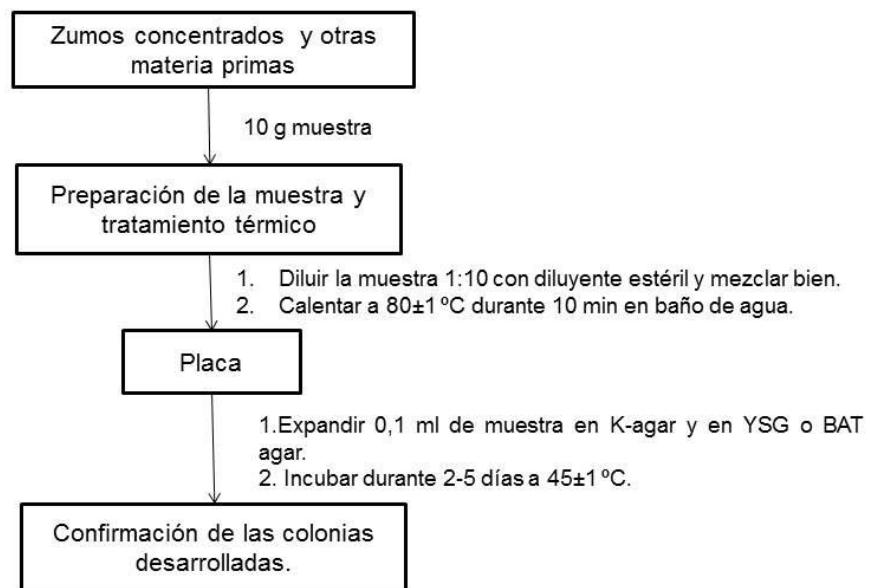 Zumos concentrados y otras
materia primas
10 g muestra
Preparación de la muestra y
tratamiento térmico
1. Diluir la muestra 1:10 con diluyente estéril y mezclar bien.
2. Calentar a 80±1 ºC durante 10 min en baño de agua.
Placa
1.Expandir 0,1 ml de muestra en K-agar y en YSG o BAT
agar.
2. Incubar durante 2-5 días a 45±1 ºC.
Confirmación de las colonias
desarrolladas.